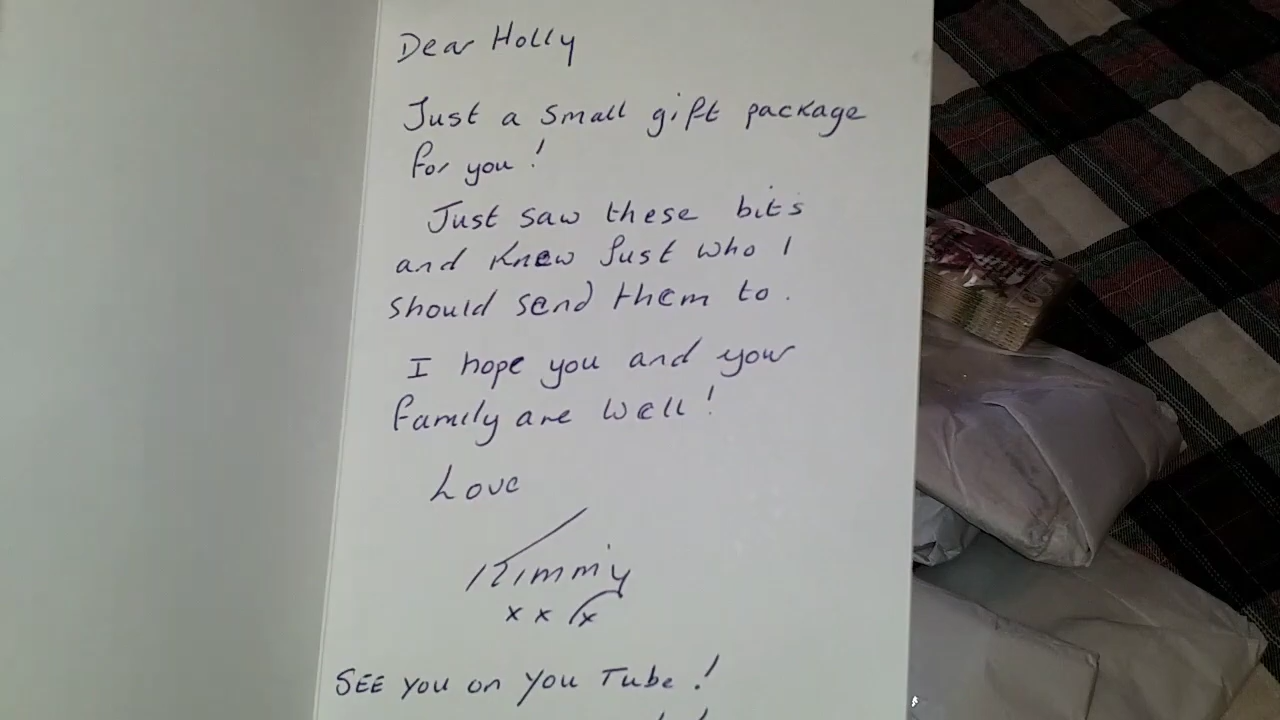 Dear Holly
Just a small gift package
for you!
Just saw these bits
and knew just who I
should send them to.
I hope you and your
family are well!
Love
Kimmy
x x x
SEE you on you Tube!